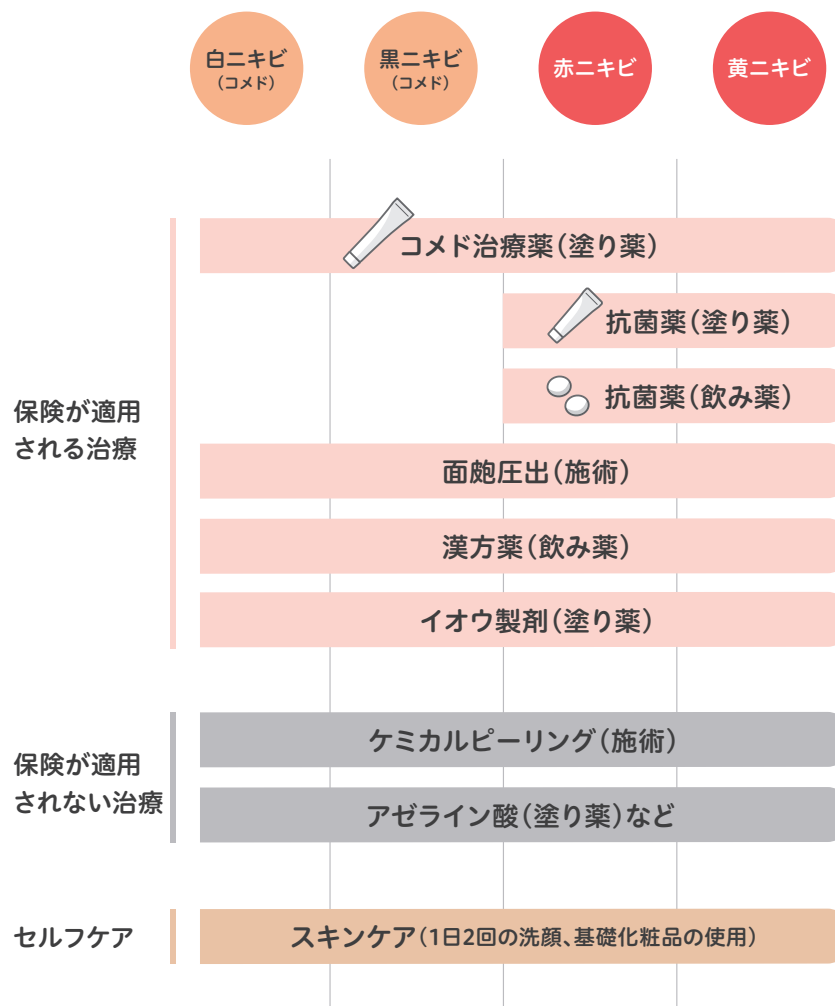 白ニキビ
（コメド）
黒ニキビ
（コメド）
赤ニキビ
黄ニキビ
保険が適用
される治療
コメド治療薬（塗り薬）
抗菌薬（塗り薬）
抗菌薬（飲み薬）
面皰圧出（施術）
漢方薬（飲み薬）
イオウ製剤（塗り薬）
保険が適用
されない治療
ケミカルピーリング（施術）
アゼライン酸（塗り薬）など
セルフケア
スキンケア（1日2回の洗顔、基礎化粧品の使用）